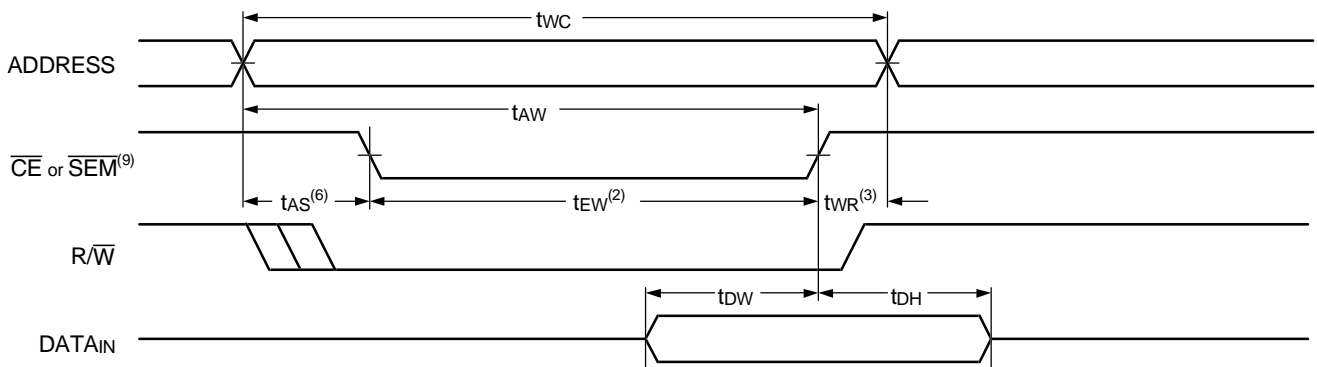 tWC
ADDRESS
tAW
CE or SEM(9)
tAS(6) tEW(2) tWR(3)
R/W
tDW tDH
DATAIN